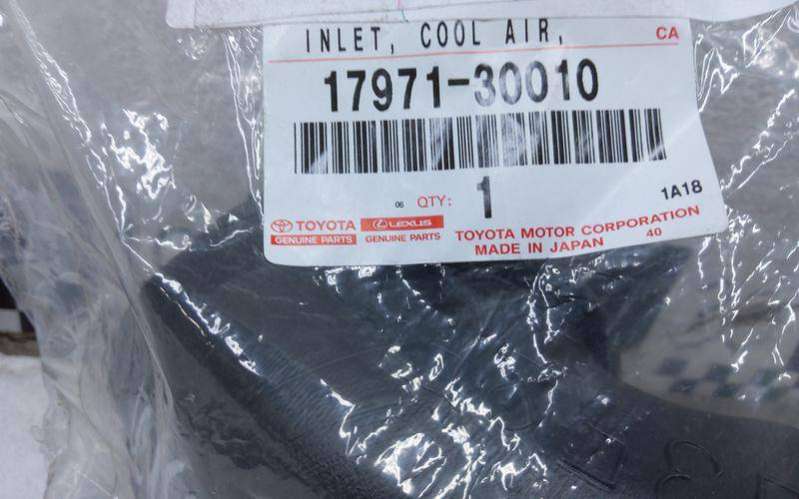 INLET, COOL AIR, CA
17971-30010
06 QTY: 1 1A18
TOYOTA LEXUS TOYOTA MOTOR CORPORATION
GENUINE PARTS GENUINE PARTS MADE IN JAPAN 40